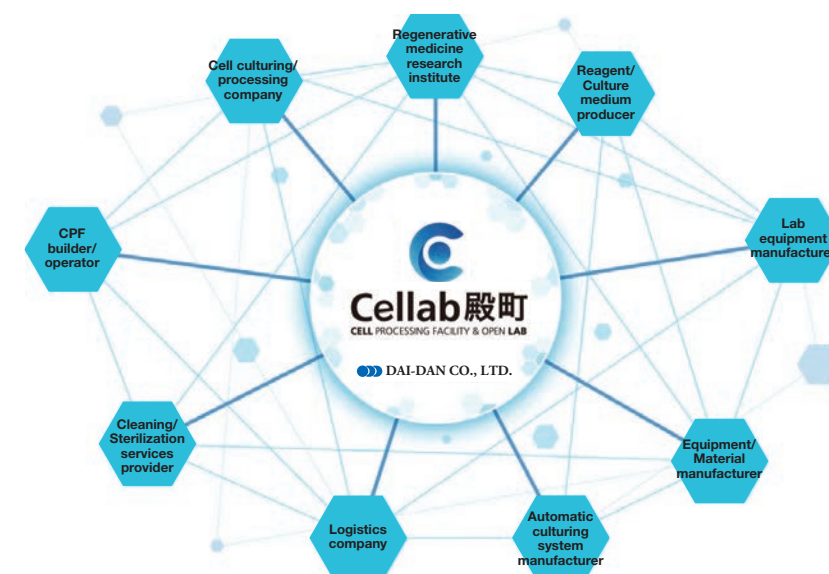 Regenerative
medicine
research
institute
Cell culturing/
processing
company
Reagent/
Culture
medium
producer
CPF
builder/
operator
Lab
equipment
manufacturer
Cellab殿町
CELL PROCESSING FACILITY & OPEN LAB
DAI-DAN CO., LTD.
Cleaning/
Sterilization
services
provider
Equipment/
Material
manufacturer
Logistics
company
Automatic
culturing
system
manufacturer